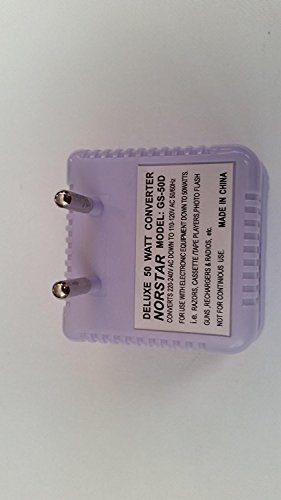 DELUXE 50 WATT CONVERTER
NORSTAR MODEL: GS-50D
CONVERTS 220-240V AC DOWN TO 110-120V AC 50/60Hz
FOR USE WITH ELECTRONIC EQUIPMENT DOWN TO 50WATTS.
i.e. RAZORS, CASSETTE /TAPE PLAYERS,PHOTO FLASH
GUNS ,RECHARGERS & RADIOS, etc.
NOT FOR CONTINUOUS USE. MADE IN CHINA